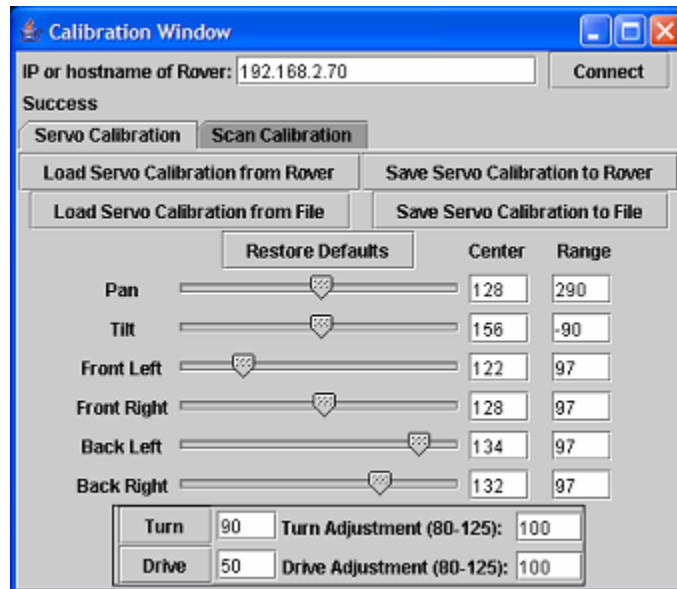 Calibration Window
IP or hostname of Rover: 192.168.2.70 Connect
Success
Servo Calibration Scan Calibration
Load Servo Calibration from Rover Save Servo Calibration to Rover
Load Servo Calibration from File Save Servo Calibration to File
Restore Defaults Center Range
Pan 128 290
Tilt 156 -90
Front Left 122 97
Front Right 128 97
Back Left 134 97
Back Right 132 97
Turn 90 Turn Adjustment (80-125): 100
Drive 50 Drive Adjustment (80-125): 100